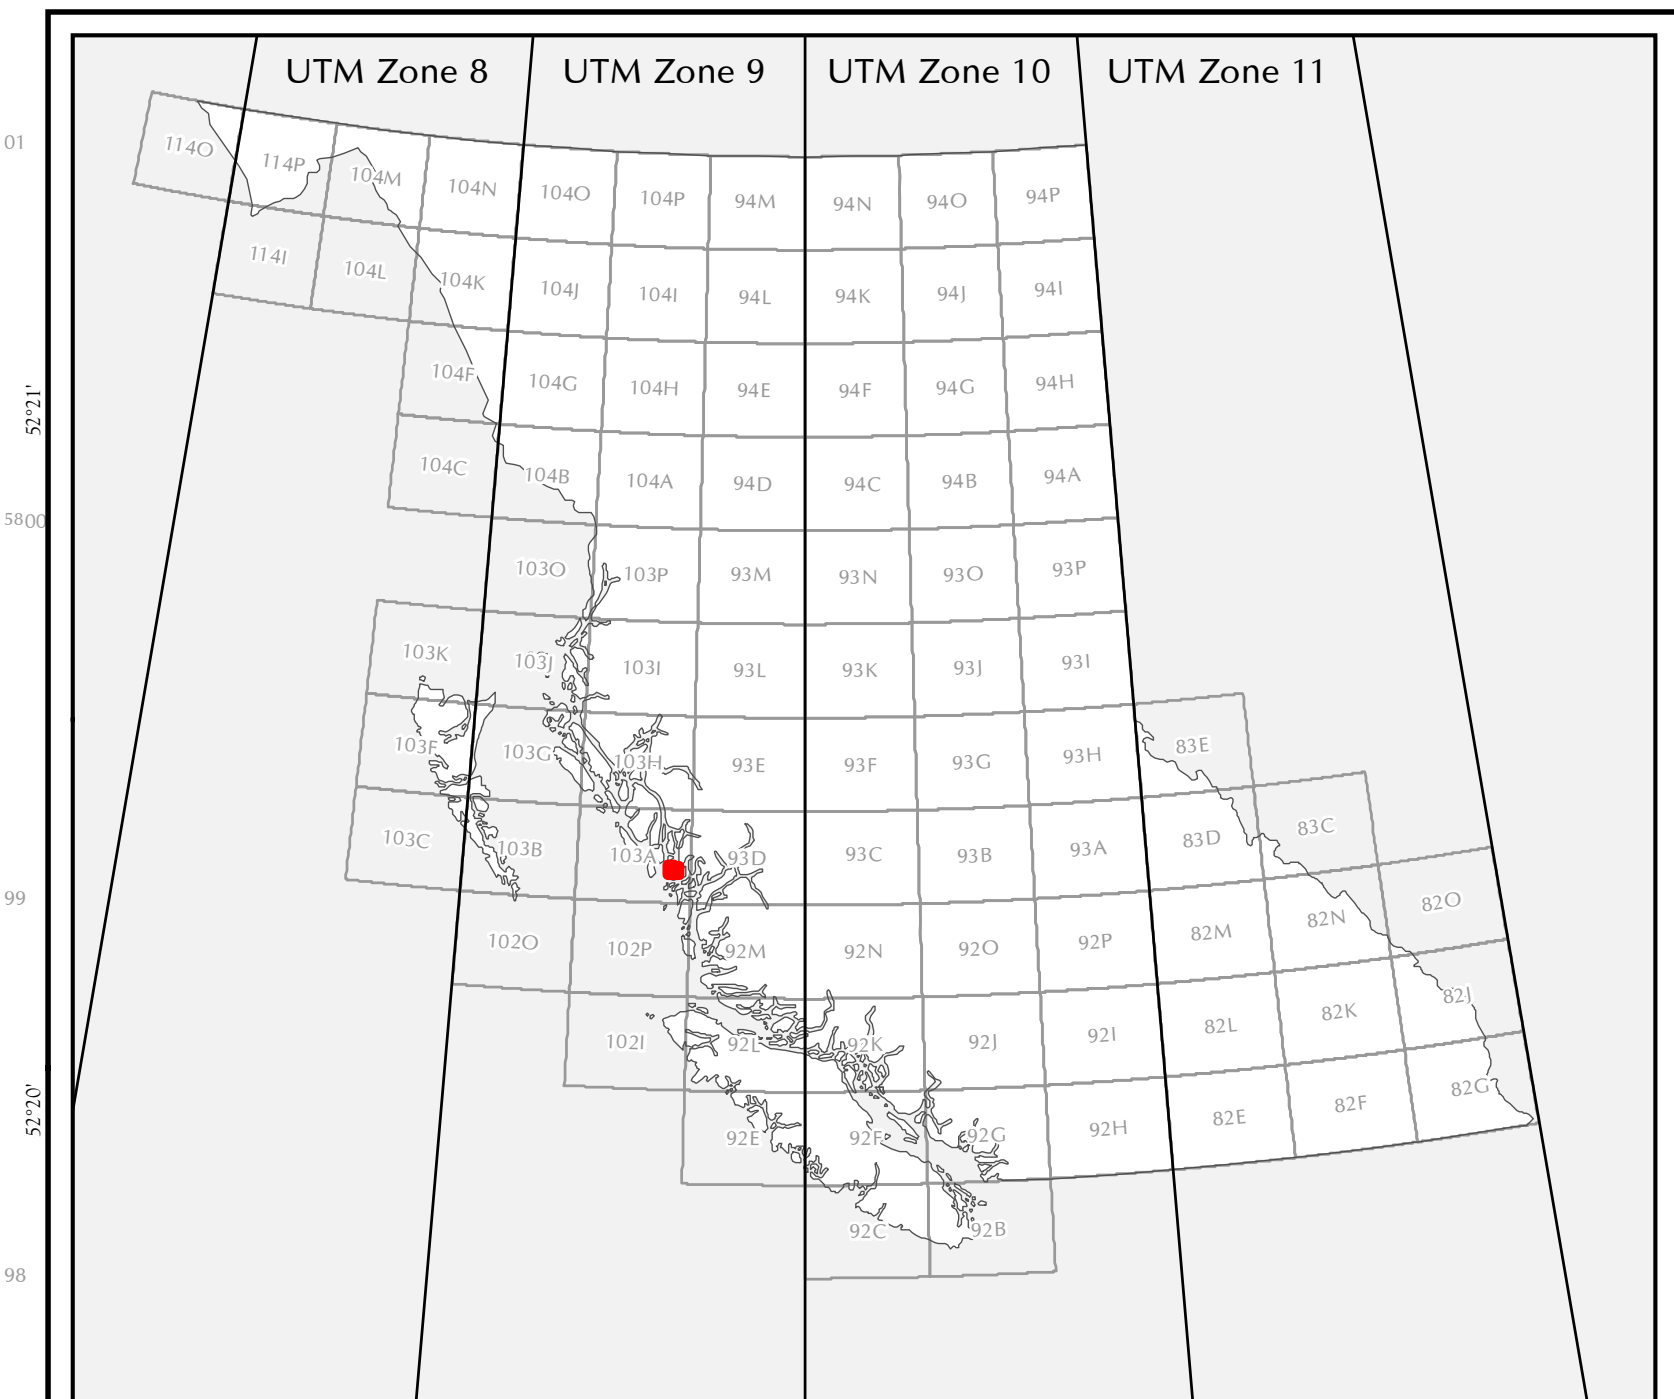 UTM Zone 8 UTM Zone 9 UTM Zone 10 UTM Zone 11
01
114O 114P 104M 104N 104O 104P 94M 94N 94O 94P
114I 104L 104K 104J 104I 94L 94K 94J 94I
52°21'
104F 104G 104H 94E 94F 94G 94H
104C 104B 104A 94D 94C 94B 94A
5800
103O 103P 93M 93N 93O 93P
103K 103J 103I 93L 93K 93J 93I
103F 103G 103H 93E 93F 93G 93H 83E
103C 103B 103A 93D 93C 93B 93A 83D 83C
99
102O 102P 92M 92N 92O 92P 82M 82N 82O
102I 92L 92K 92J 92I 82L 82K 82J
52°20'
92E 92F 92G 92H 82E 82F 82G
92C 92B
98